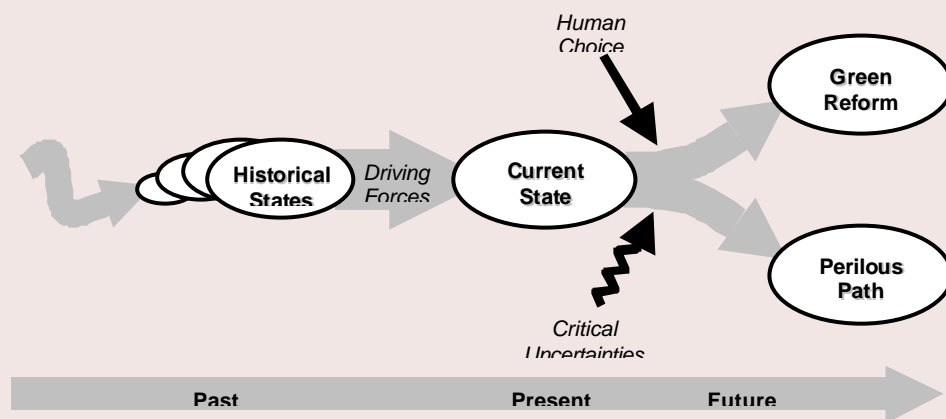 Human
Choice
Green
Reform
Historical
States
Driving
Forces
Current
State
Perilous
Path
Critical
Uncertainties
Past
Present
Future